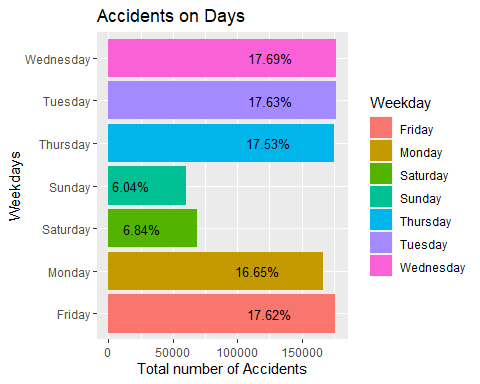 Accidents on Days
Weekdays
Wednesday 17.69%
Tuesday 17.63%
Thursday 17.53%
Sunday 6.04%
Saturday 6.84%
Monday 16.65%
Friday 17.62%
0 50000 100000 150000
Total number of Accidents
Weekday
Friday
Monday
Saturday
Sunday
Thursday
Tuesday
Wednesday